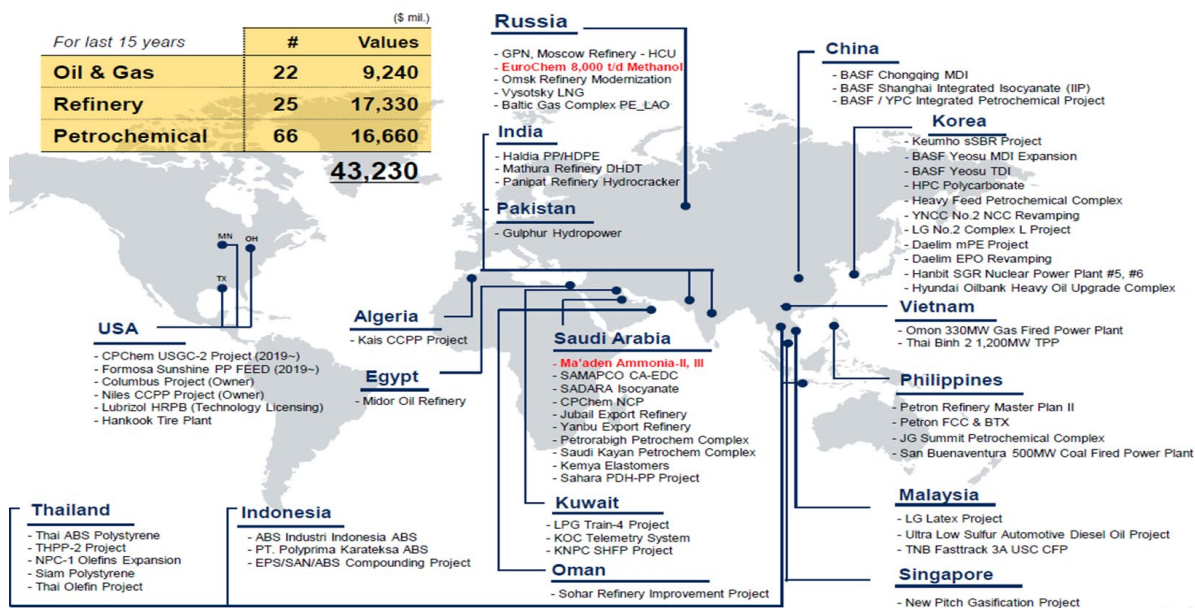 ($ mil.)
For last 15 years # Values
Oil & Gas 22 9,240
Refinery 25 17,330
Petrochemical 66 16,660
43,230
Russia
- GPN, Moscow Refinery - HCU
- EuroChem 8,000 t/d Methanol
- Omsk Refinery Modernization
- Vysotsky LNG
- Baltic Gas Complex PE_LAO
India
- Haldia PP/HDPE
- Mathura Refinery DHDT
- Panipat Refinery Hydrocracker
Pakistan
- Gulphur Hydropower
China
- BASF Chongqing MDI
- BASF Shanghai Integrated Isocyanate (IIP)
- BASF / YPC Integrated Petrochemical Project
Korea
- Keumho sSBR Project
- BASF Yeosu MDI Expansion
- BASF Yeosu TDI
- HPC Polycarbonate
- Heavy Feed Petrochemical Complex
- YNCC No.2 NCC Revamping
- LG No.2 Complex L Project
- Daelim mPE Project
- Daelim EPO Revamping
- Hanbit SGR Nuclear Power Plant #5, #6
- Hyundai Oilbank Heavy Oil Upgrade Complex
MN
OH
TX
USA
- CPChem USGC-2 Project (2019~)
- Formosa Sunshine PP FEED (2019~)
- Columbus Project (Owner)
- Niles CCPP Project (Owner)
- Lubrizol HRPB (Technology Licensing)
- Hankook Tire Plant
Algeria
- Kais CCPP Project
Egypt
- Midor Oil Refinery
Saudi Arabia
- Ma'aden Ammonia-II, III
- SAMAPCO CA-EDC
- SADARA Isocyanate
- CPChem NCP
- Jubail Export Refinery
- Yanbu Export Refinery
- Petrorabigh Petrochem Complex
- Saudi Kayan Petrochem Complex
- Kemya Elastomers
- Sahara PDH-PP Project
Vietnam
- Omon 330MW Gas Fired Power Plant
- Thai Binh 2 1,200MW TPP
Philippines
- Petron Refinery Master Plan II
- Petron FCC & BTX
- JG Summit Petrochemical Complex
- San Buenaventura 500MW Coal Fired Power Plant
Thailand
- Thai ABS Polystyrene
- THPP-2 Project
- NPC-1 Olefins Expansion
- Siam Polystyrene
- Thai Olefin Project
Indonesia
- ABS Industri Indonesia ABS
- PT. Polyprima Karateksa ABS
- EPS/SAN/ABS Compounding Project
Kuwait
- LPG Train-4 Project
- KOC Telemetry System
- KNPC SHFP Project
Oman
- Sohar Refinery Improvement Project
Malaysia
- LG Latex Project
- Ultra Low Sulfur Automotive Diesel Oil Project
- TNB Fasttrack 3A USC CFP
Singapore
- New Pitch Gasification Project